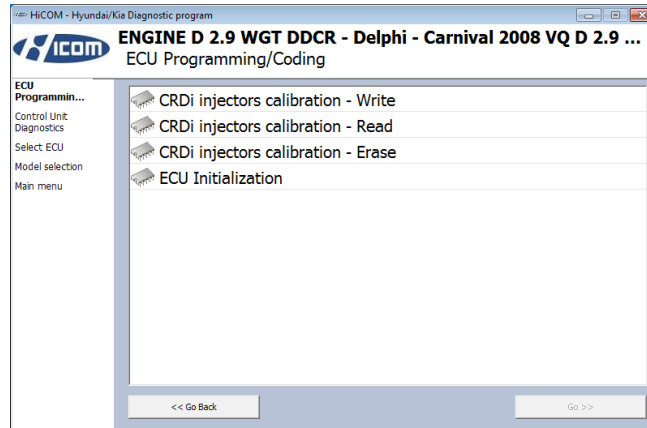 HiCOM - Hyundai/Kia Diagnostic program
Hicom
ENGINE D 2.9 WGT DDCR - Delphi - Carnival 2008 VQ D 2.9 ...
ECU Programming/Coding
ECU
Programmin...
Control Unit
Diagnostics
Select ECU
Model selection
Main menu
CRDi injectors calibration - Write
CRDi injectors calibration - Read
CRDi injectors calibration - Erase
ECU Initialization
<< Go Back
Go >>